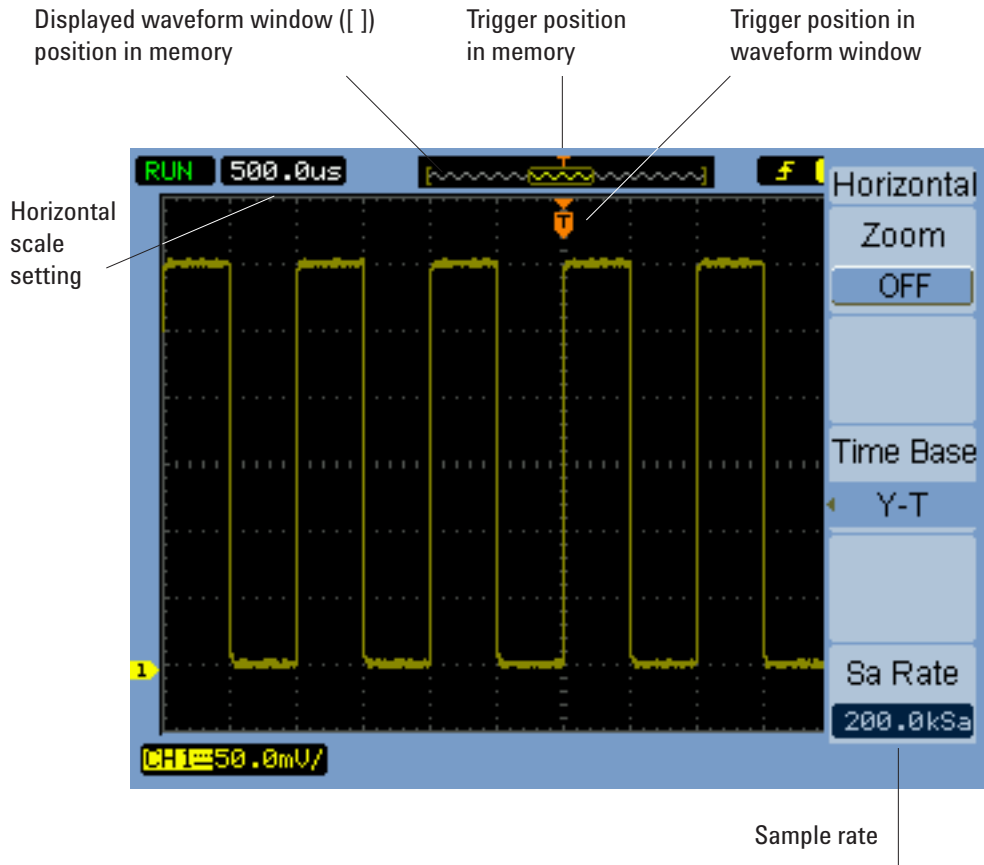 Displayed waveform window ([ ])
position in memory
Trigger position
in memory
Trigger position in
waveform window
RUN
500.0us
T
Horizontal
Horizontal
scale
setting
T
Zoom
OFF
Time Base
Y-T
1
Sa Rate
200.0kSa
CH1 50.0mV/
Sample rate